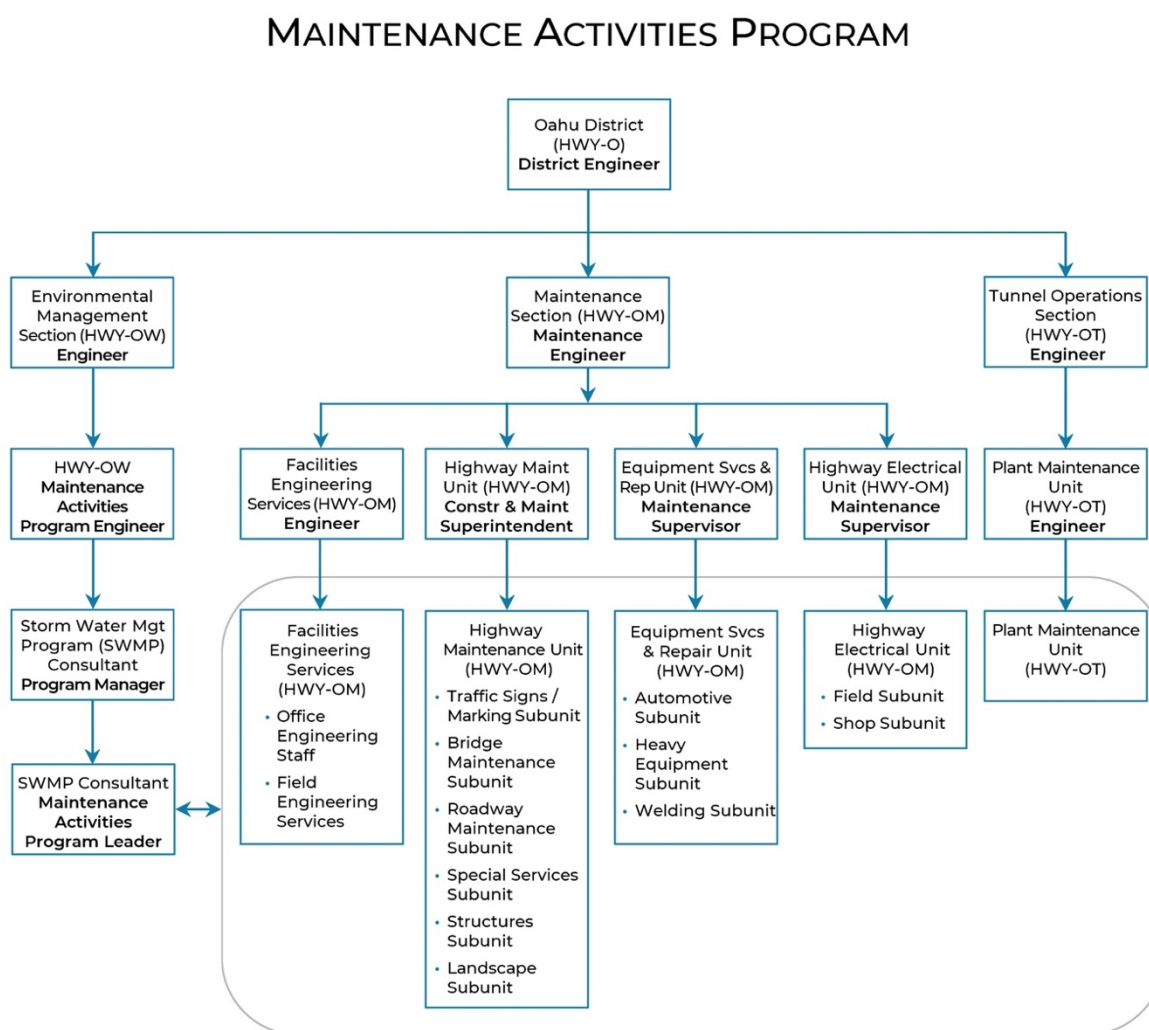 MAINTENANCE ACTIVITIES PROGRAM
Oahu District
(HWY-O)
District Engineer
Environmental
Management
Section (HWY-OW)
Engineer
Maintenance
Section (HWY-OM)
Maintenance
Engineer
Tunnel Operations
Section
(HWY-OT)
Engineer
HWY-OW
Maintenance
Activities
Program Engineer
Facilities
Engineering
Services (HWY-OM)
Engineer
Highway Maint
Unit (HWY-OM)
Constr & Maint
Superintendent
Equipment Svcs &
Rep Unit (HWY-OM)
Maintenance
Supervisor
Highway Electrical
Unit (HWY-OM)
Maintenance
Supervisor
Plant Maintenance
Unit
(HWY-OT)
Engineer
Storm Water Mgt
Program (SWMP)
Consultant
Program Manager
SWMP Consultant
Maintenance
Activities
Program Leader
Facilities
Engineering
Services
(HWY-OM)
• Office
Engineering
Staff
• Field
Engineering
Services
Highway
Maintenance Unit
(HWY-OM)
• Traffic Signs /
Marking Subunit
• Bridge
Maintenance
Subunit
• Roadway
Maintenance
Subunit
• Special Services
Subunit
• Structures
Subunit
• Landscape
Subunit
Equipment Svcs
& Repair Unit
(HWY-OM)
• Automotive
Subunit
• Heavy
Equipment
Subunit
• Welding Subunit
Highway
Electrical Unit
(HWY-OM)
• Field Subunit
• Shop Subunit
Plant Maintenance
Unit
(HWY-OT)